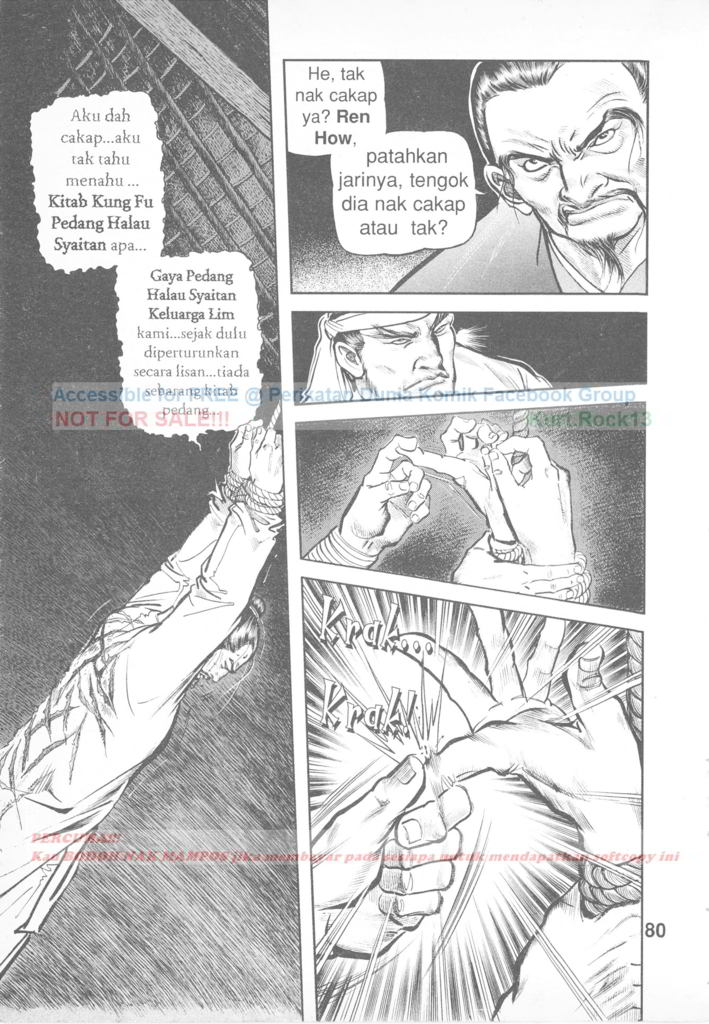 Aku dah
cakap...aku
tak tahu
menahu ...
Kitab Kung Fu
Pedang Halau
Syaitan apa...
Gaya Pedang
Halau Syaitan
Keluarga Lim
kami...sejak dulu
diperturunkan
secara lisan...tiada
sebarang kitab
pedang...
He, tak
nak cakap
ya? Ren
How,
patahkan
jarinya, tengok
dia nak cakap
atau tak?
Accessible for FREE @ Perikatan Dunia Komik Facebook Group
NOT FOR SALE!!!
Kurt.Rock13
Krak...
Krak!
PERCUMA!!!
Kau BODOH NAK MAMPOS jika membayar pada sesiapa untuk mendapatkan softcopy ini
80